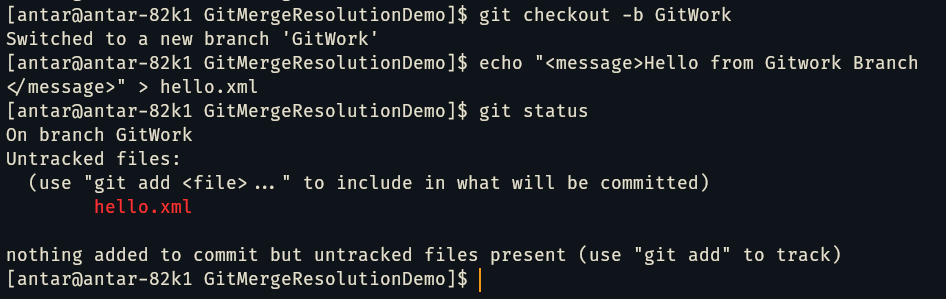 [antar@antar-82k1 GitMergeResolutionDemo]$ git checkout -b GitWork
Switched to a new branch 'GitWork'
[antar@antar-82k1 GitMergeResolutionDemo]$ echo "<message>Hello from Gitwork Branch
</message>" > hello.xml
[antar@antar-82k1 GitMergeResolutionDemo]$ git status
On branch GitWork
Untracked files:
  (use "git add <file>..." to include in what will be committed)
        hello.xml

nothing added to commit but untracked files present (use "git add" to track)
[antar@antar-82k1 GitMergeResolutionDemo]$